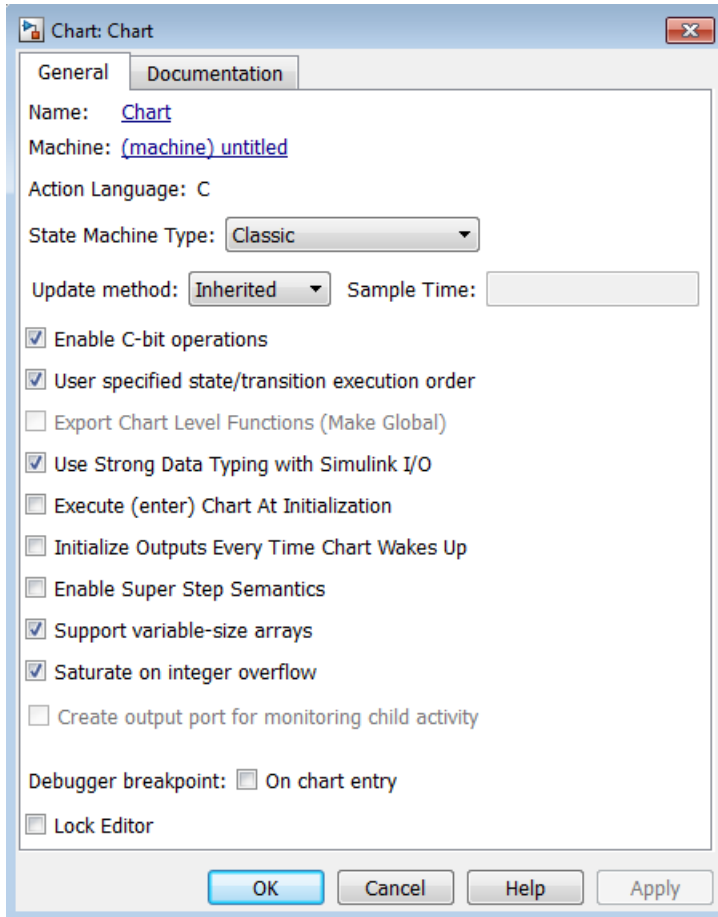 Chart: Chart
General Documentation
Name: Chart
Machine: (machine) untitled
Action Language: C
State Machine Type: Classic
Update method: Inherited Sample Time:
Enable C-bit operations
User specified state/transition execution order
Export Chart Level Functions (Make Global)
Use Strong Data Typing with Simulink I/O
Execute (enter) Chart At Initialization
Initialize Outputs Every Time Chart Wakes Up
Enable Super Step Semantics
Support variable-size arrays
Saturate on integer overflow
Create output port for monitoring child activity
Debugger breakpoint: On chart entry
Lock Editor
OK Cancel Help Apply